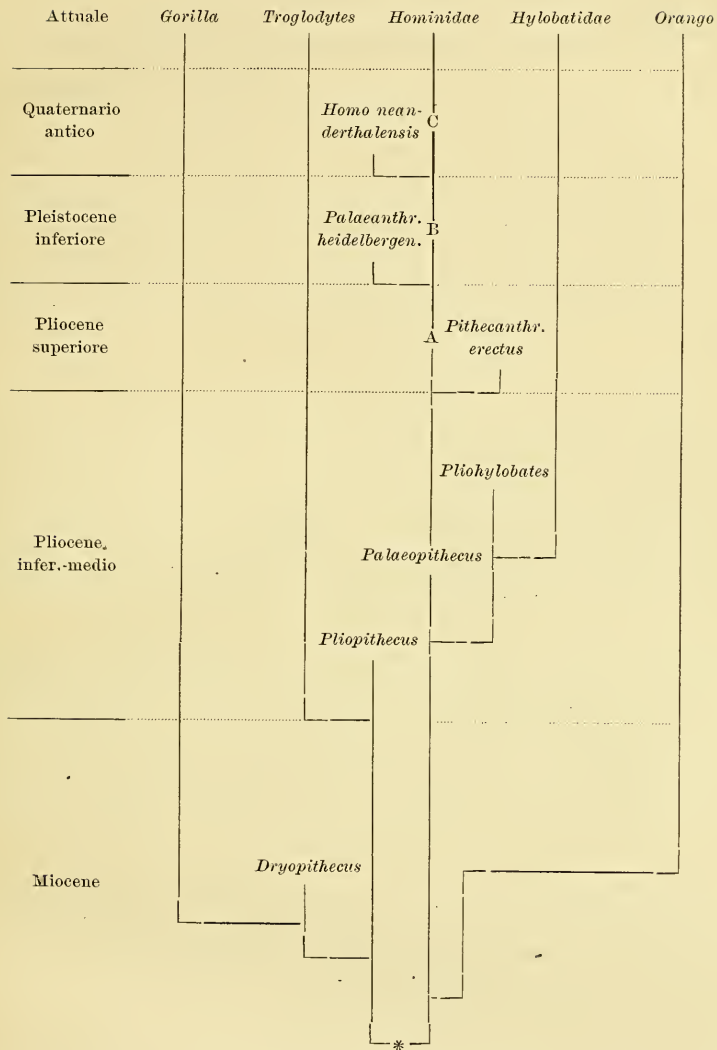 Attuale Gorilla Troglodytes Hominidae Hylobatidae Orango
Quaternario
antico
Homo nean-
derthalensis
C
Pleistocene
inferiore
Palaeanthr.
heidelbergen.
B
Pliocene
superiore
A
Pithecanthr.
erectus
Pliohylobates
Pliocene
infer.-medio
Palaeopithecus
Pliopithecus
Miocene
Dryopithecus
*